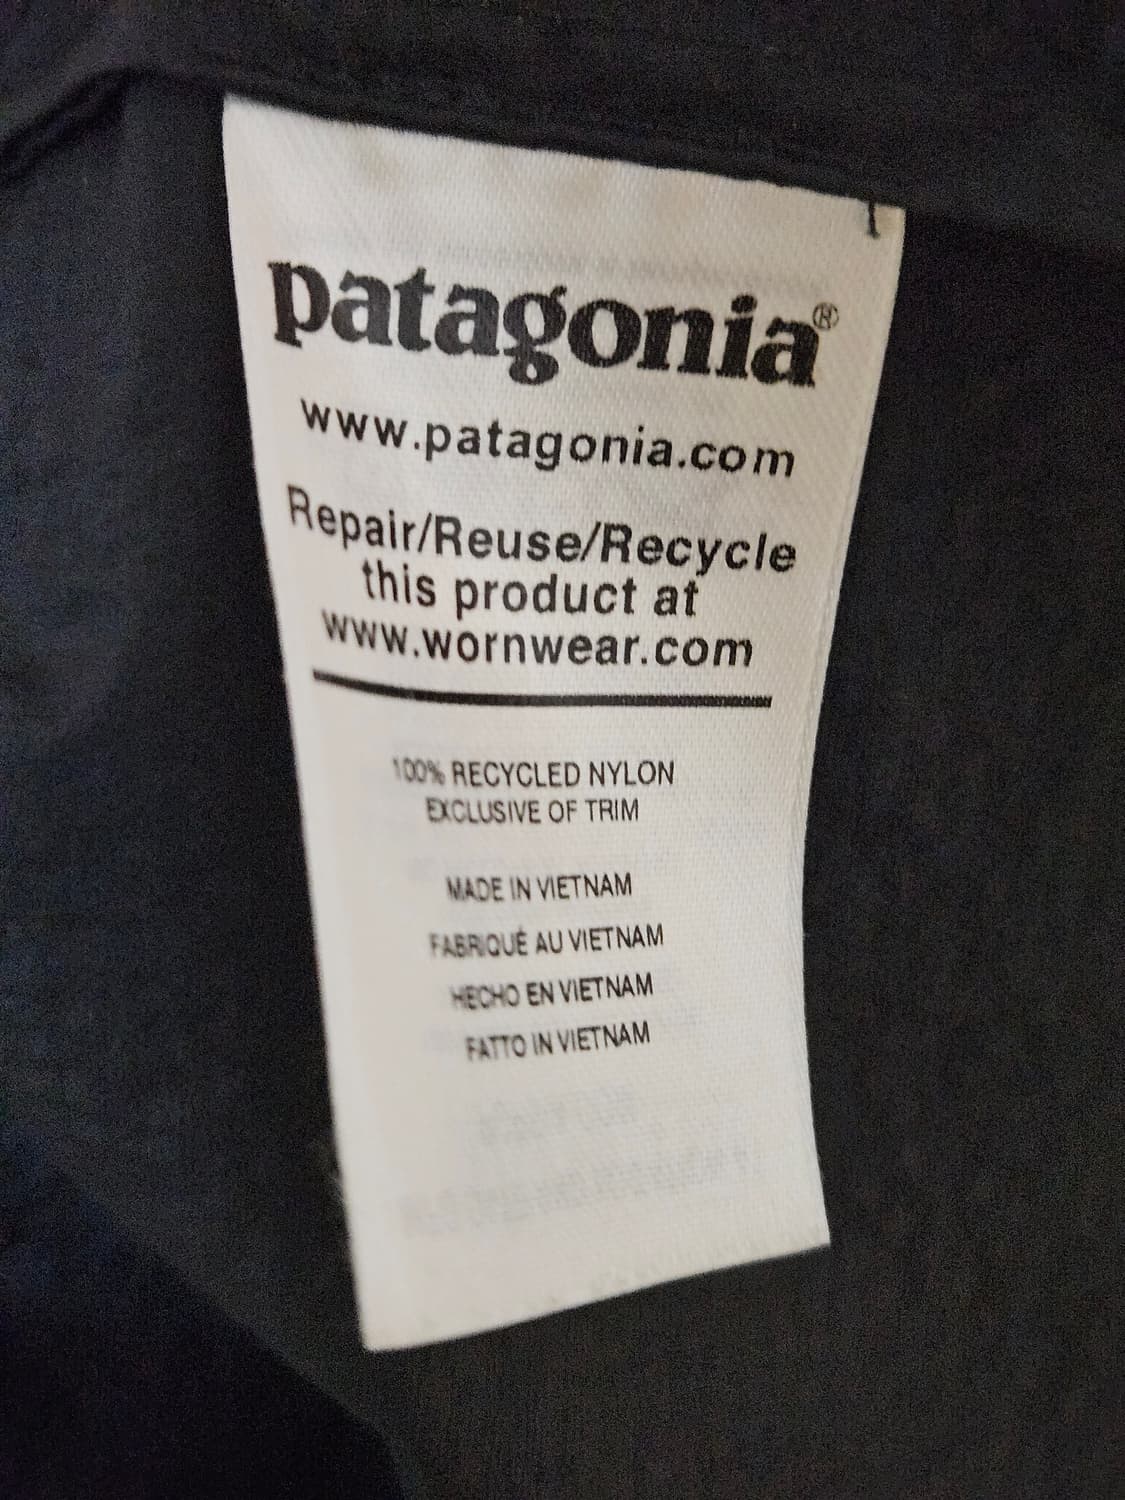 patagonia®
www.patagonia.com
Repair/Reuse/Recycle
this product at
www.wornwear.com
100% RECYCLED NYLON
EXCLUSIVE OF TRIM
MADE IN VIETNAM
FABRIQUÉ AU VIETNAM
HECHO EN VIETNAM
FATTO IN VIETNAM